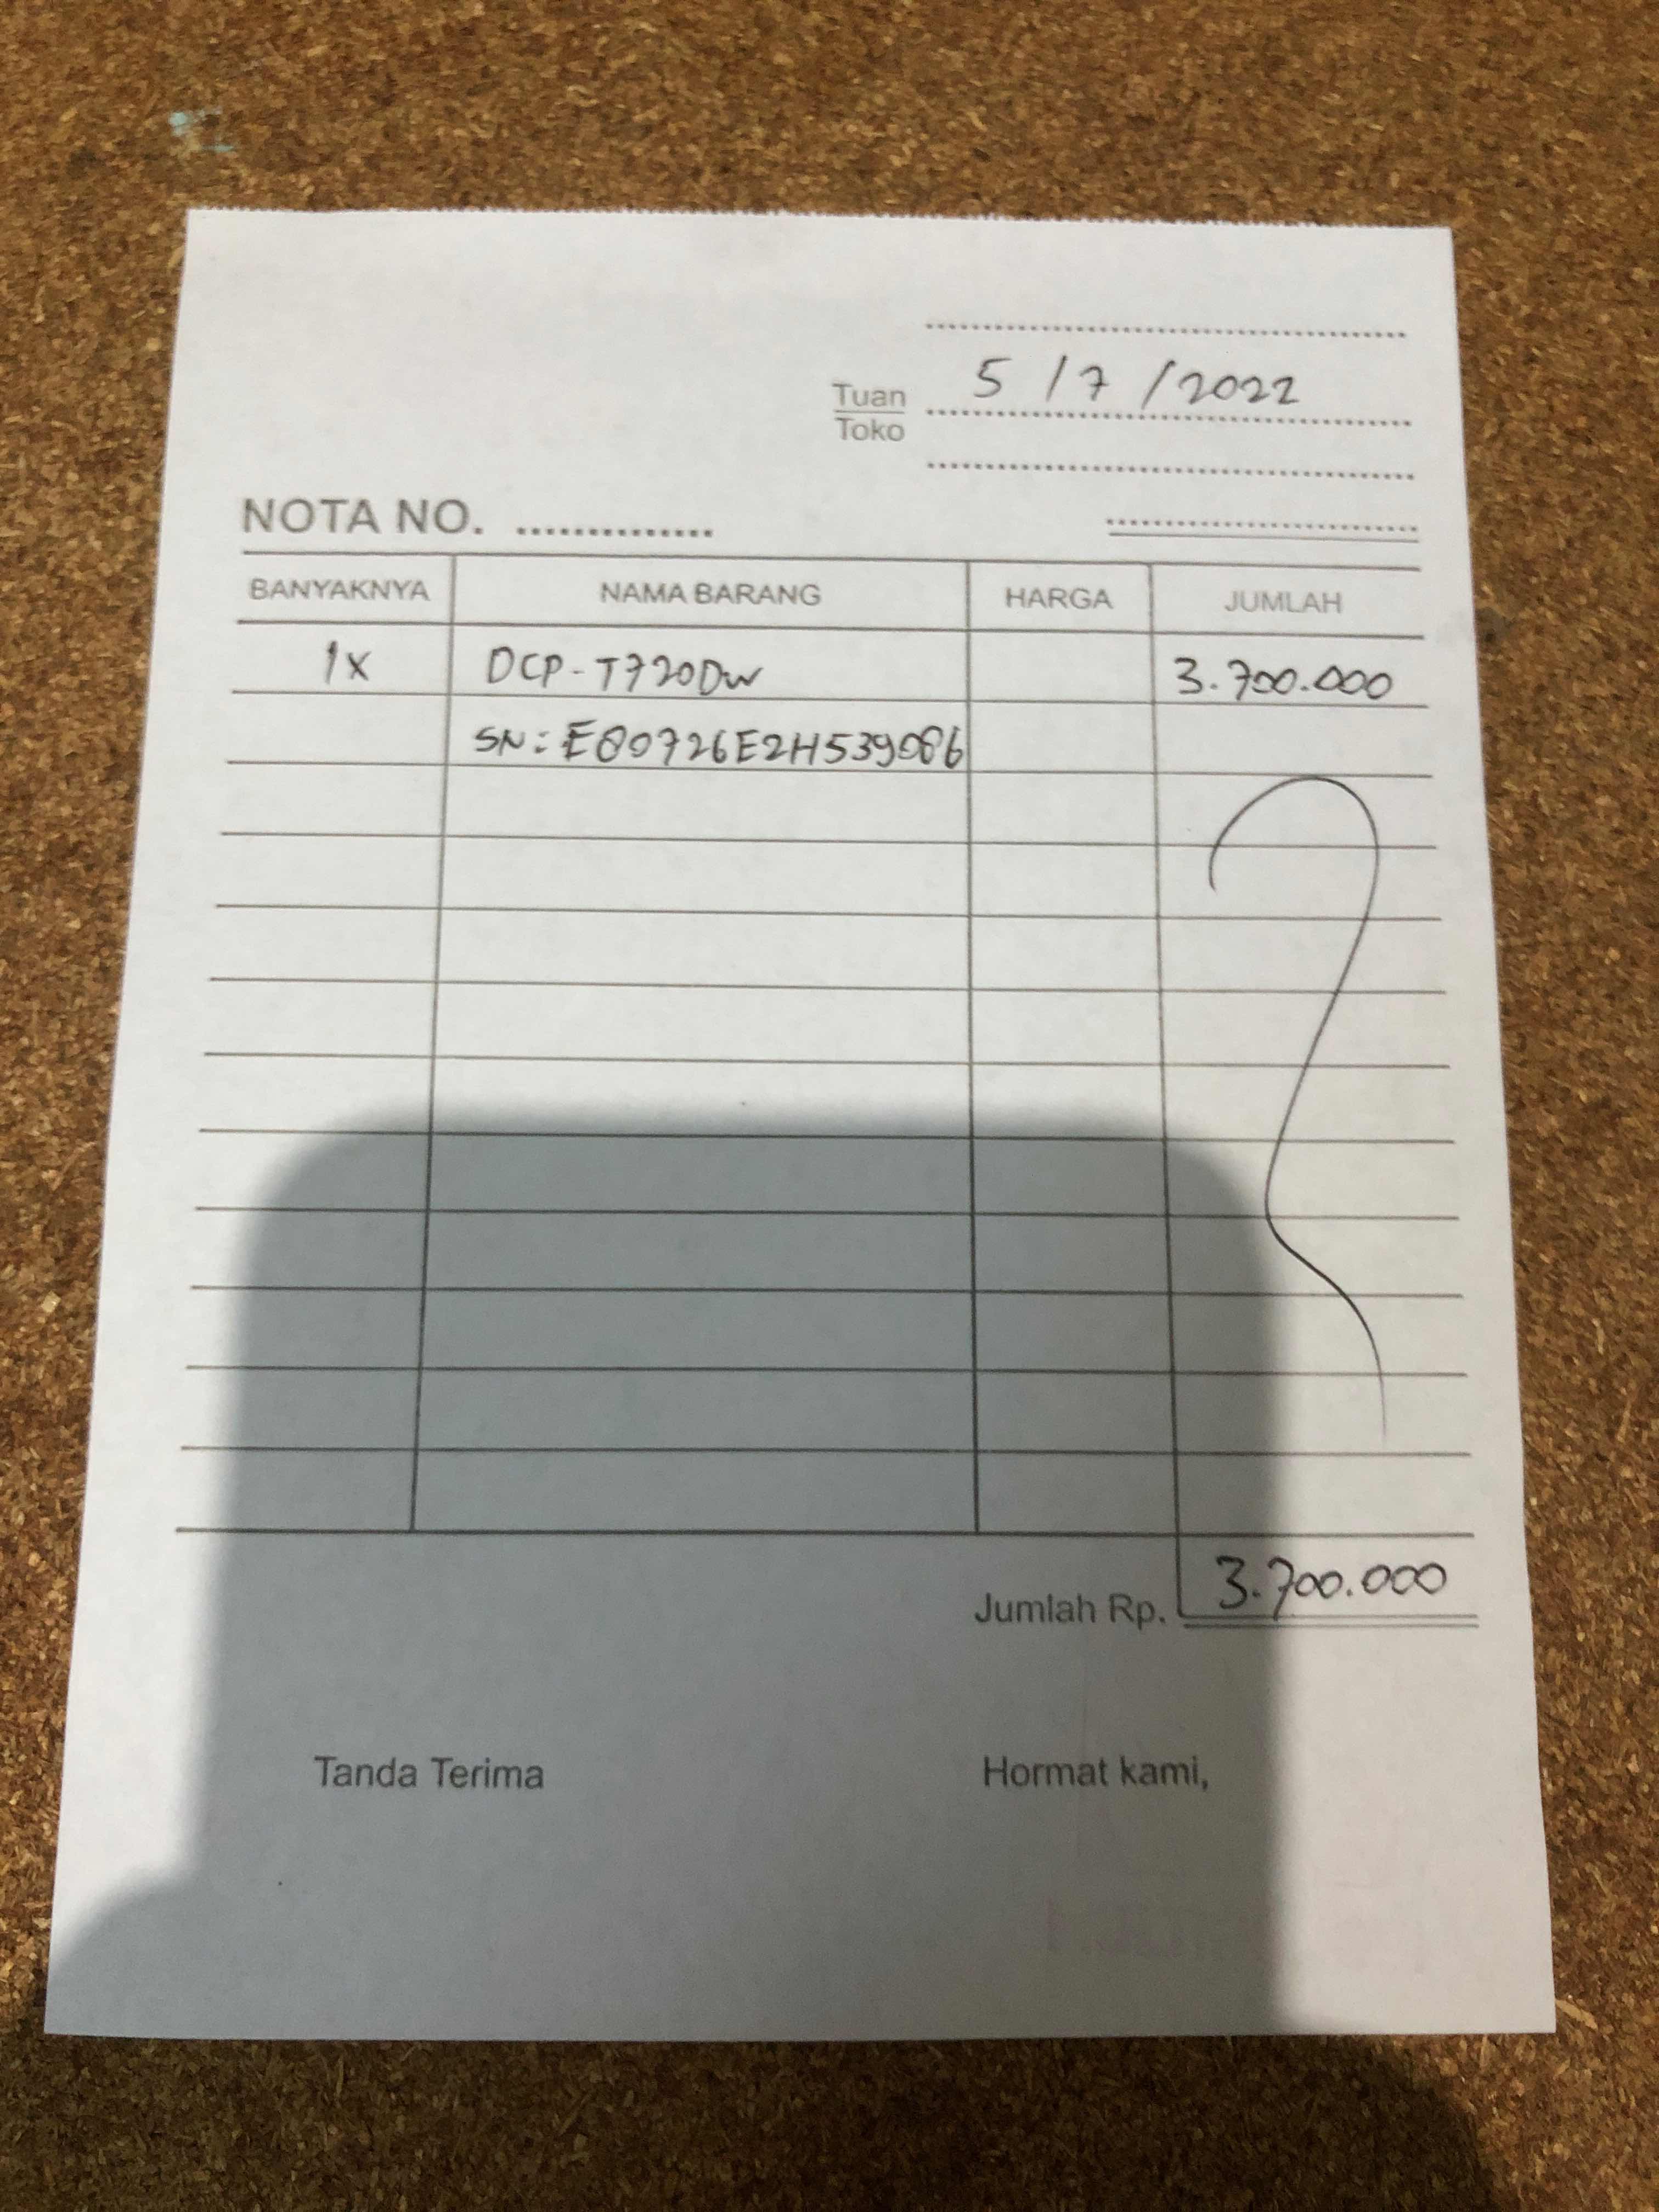 Tuan 5 / 7 / 2022
Toko
NOTA NO. ..............
BANYAKNYA NAMA BARANG HARGA JUMLAH
1x DCP-T720DW 3.700.000
SN: E80726E2H539086
Jumlah Rp. 3.700.000
Tanda Terima Hormat kami,